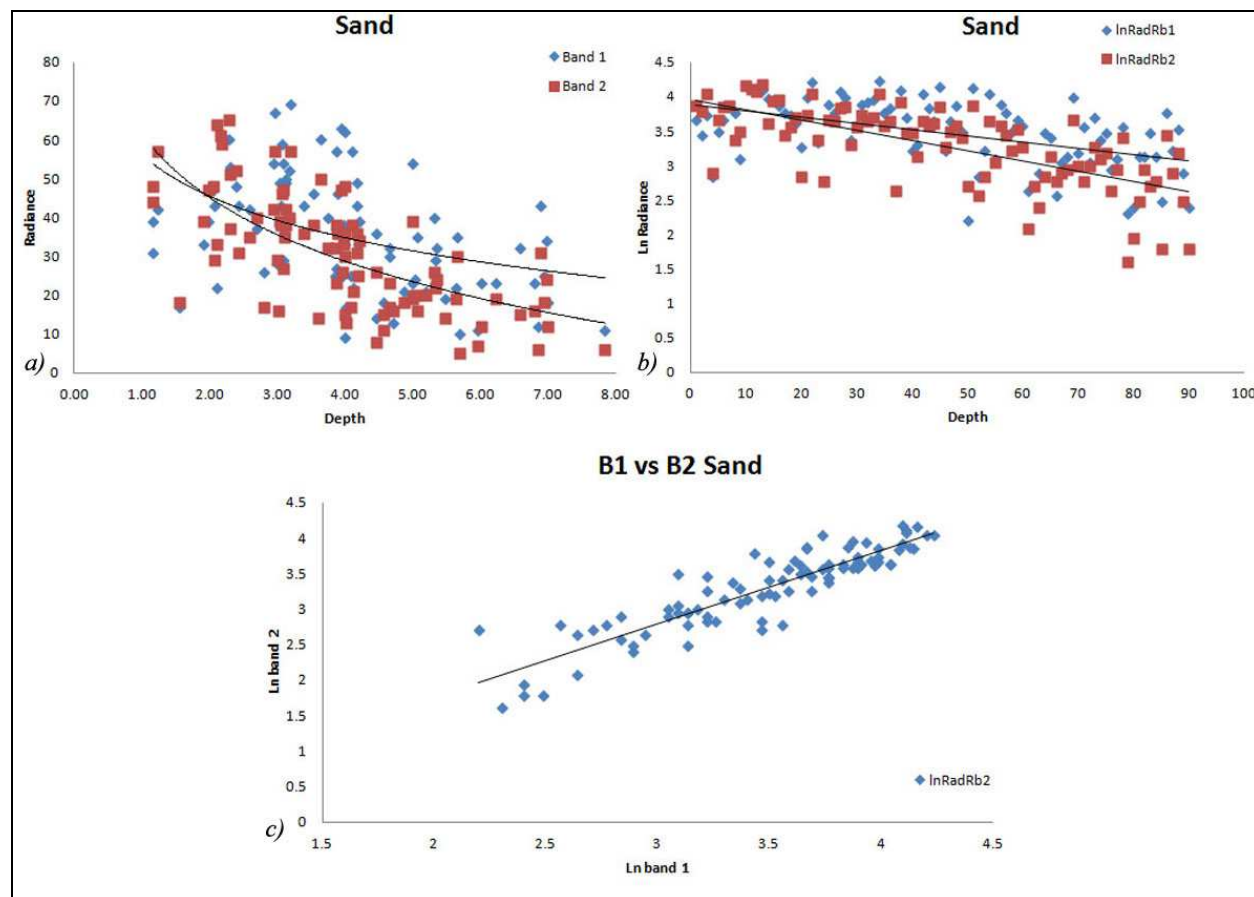 Sand
Band 1
Band 2
80
70
60
50
40
30
20
10
0
Radiance
a)
0.00 1.00 2.00 3.00 4.00 5.00 6.00 7.00 8.00
Depth
Sand
lnRadRb1
lnRadRb2
4.5
4
3.5
3
2.5
2
1.5
1
0.5
0
Ln Radiance
b)
0 10 20 30 40 50 60 70 80 90 100
Depth
B1 vs B2 Sand
4.5
4
3.5
3
2.5
2
1.5
1
0.5
0
Ln band 2
lnRadRb2
c)
1.5 2 2.5 3 3.5 4 4.5
Ln band 1